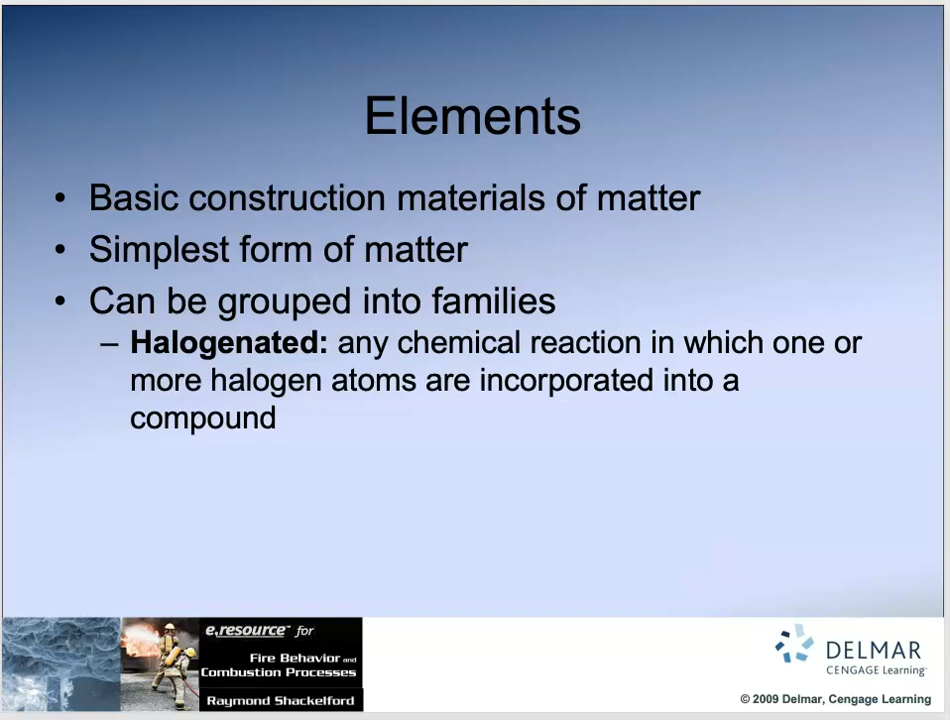 Elements
• Basic construction materials of matter
• Simplest form of matter
• Can be grouped into families
– Halogenated: any chemical reaction in which one or
more halogen atoms are incorporated into a
compound
e.resource™ for
Fire Behavior and
Combustion Processes
Raymond Shackelford
DELMAR
CENGAGE Learning™
© 2009 Delmar, Cengage Learning